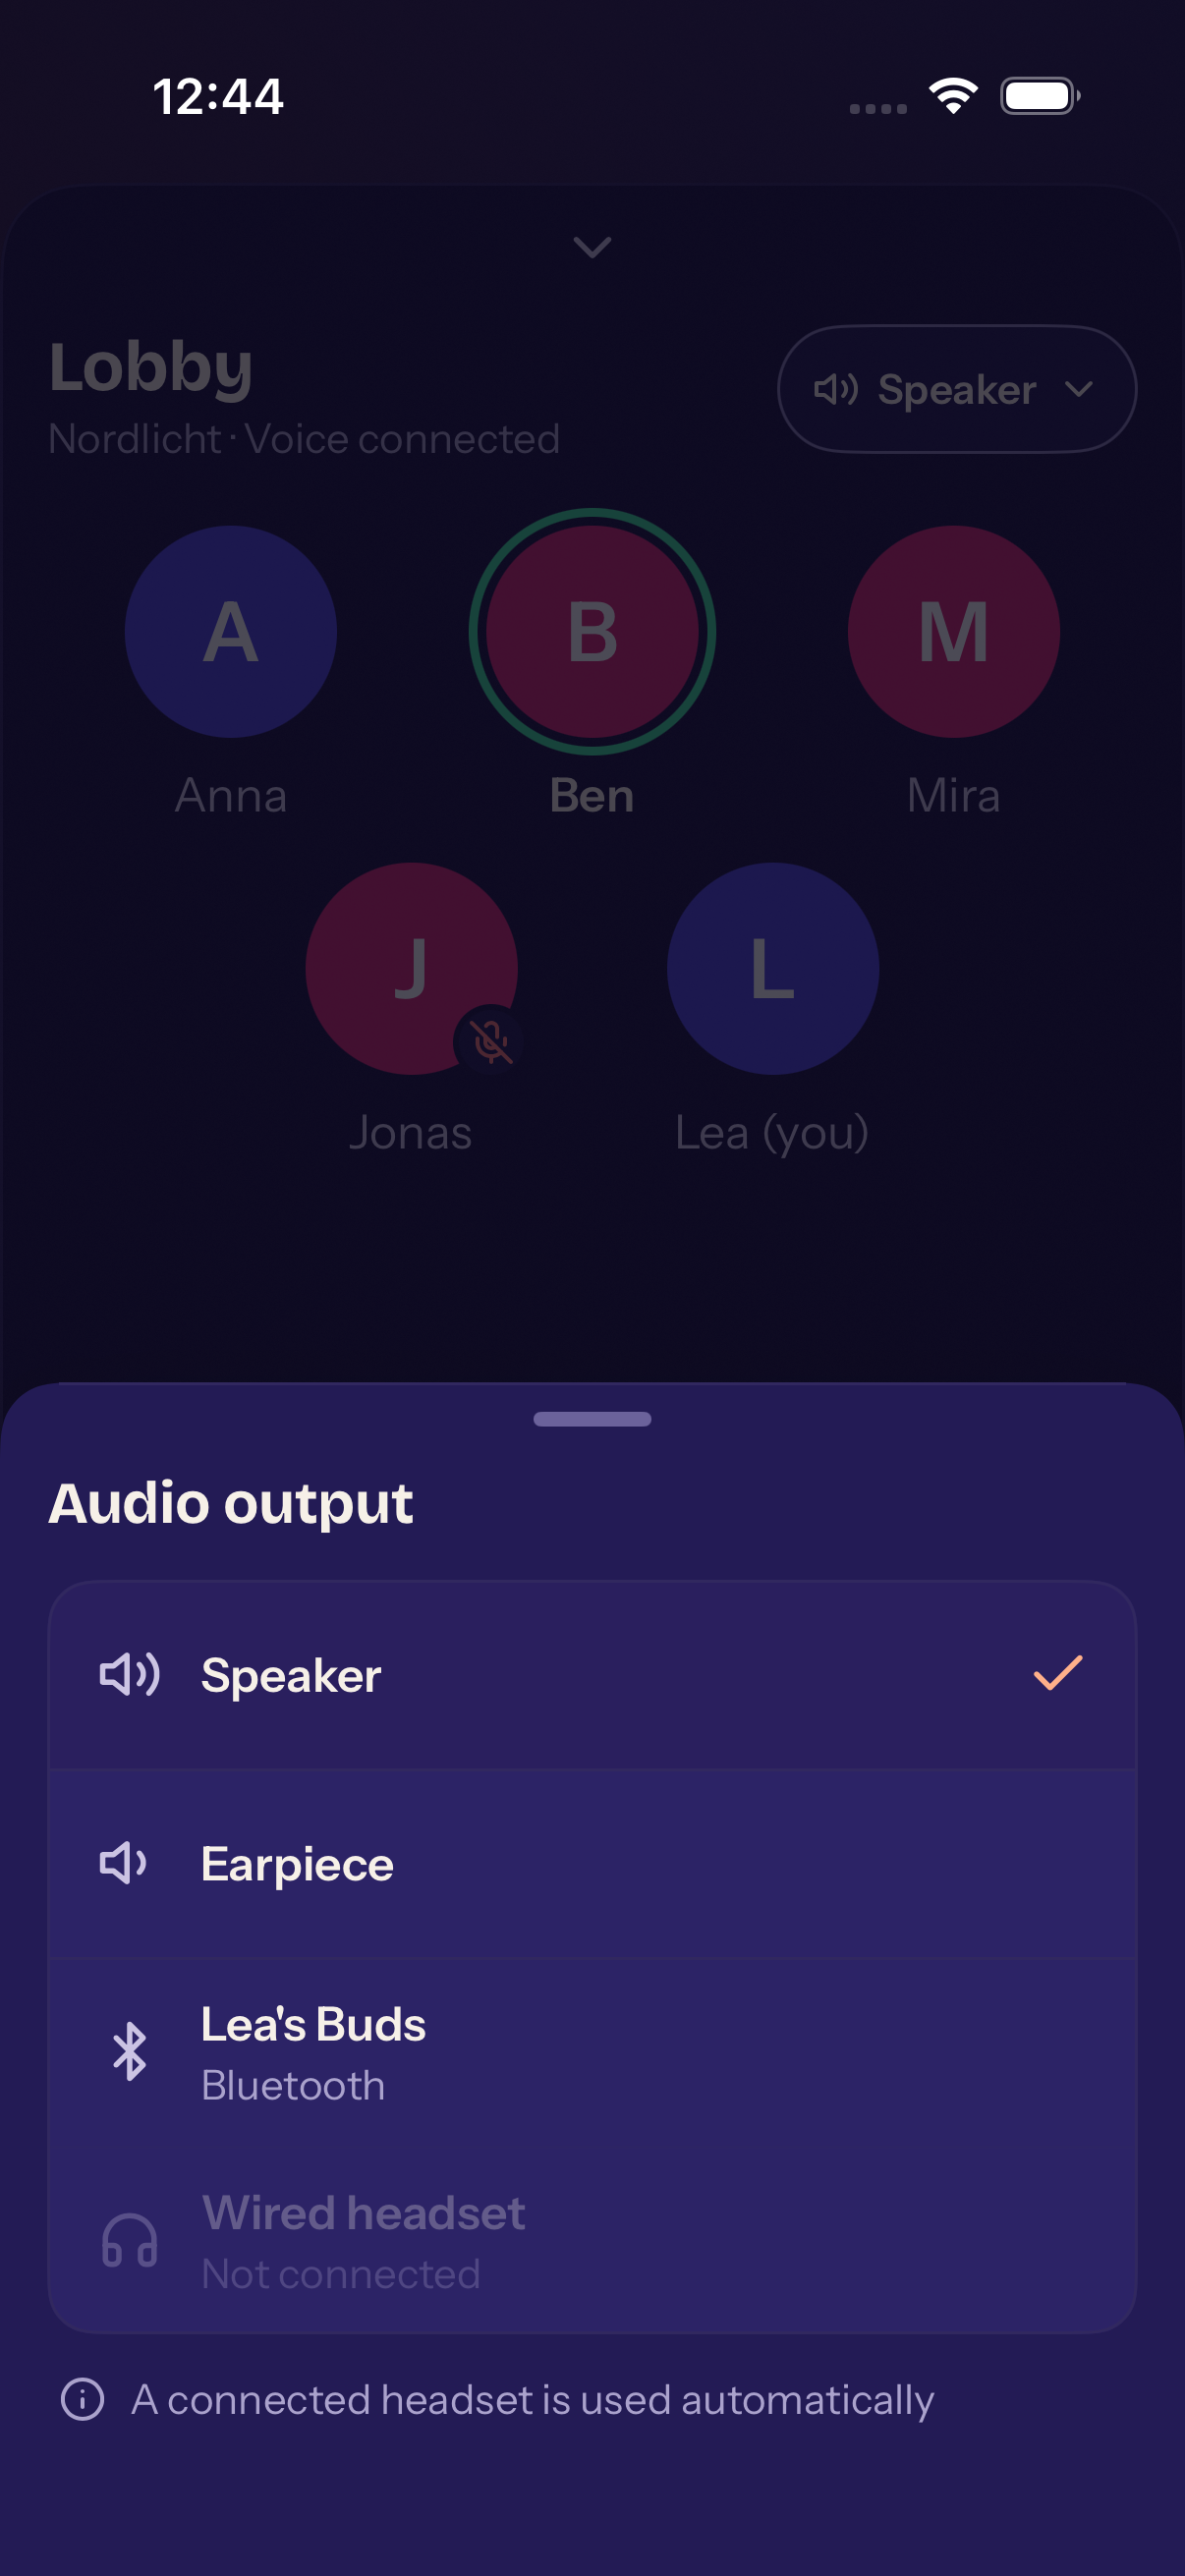 12:44
Lobby
Speaker
Nordlicht · Voice connected
A
B
M
Anna
Ben
Mira
J
L
Jonas
Lea (you)
Audio output
Speaker
Earpiece
Lea's Buds
Bluetooth
Wired headset
Not connected
A connected headset is used automatically